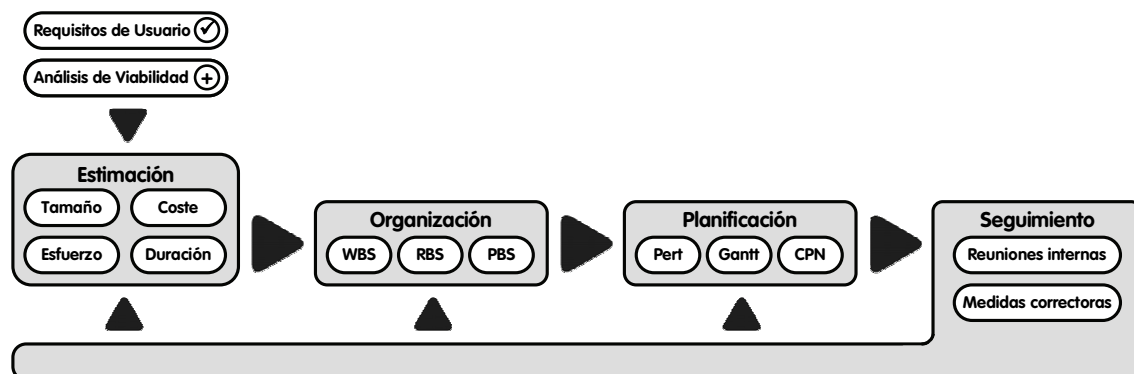 Requisitos de Usuario
Análisis de Viabilidad
Estimación
Tamaño
Coste
Esfuerzo
Duración
Organización
WBS
RBS
PBS
Planificación
Pert
Gantt
CPN
Seguimiento
Reuniones internas
Medidas correctoras